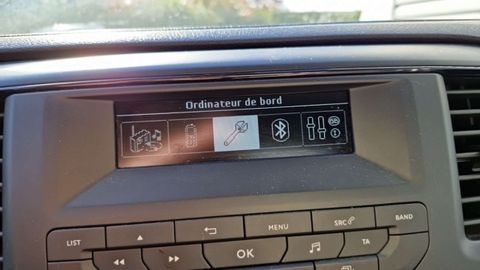 Ordinateur de bord
LIST
MENU
SRC
BAND
OK
TA